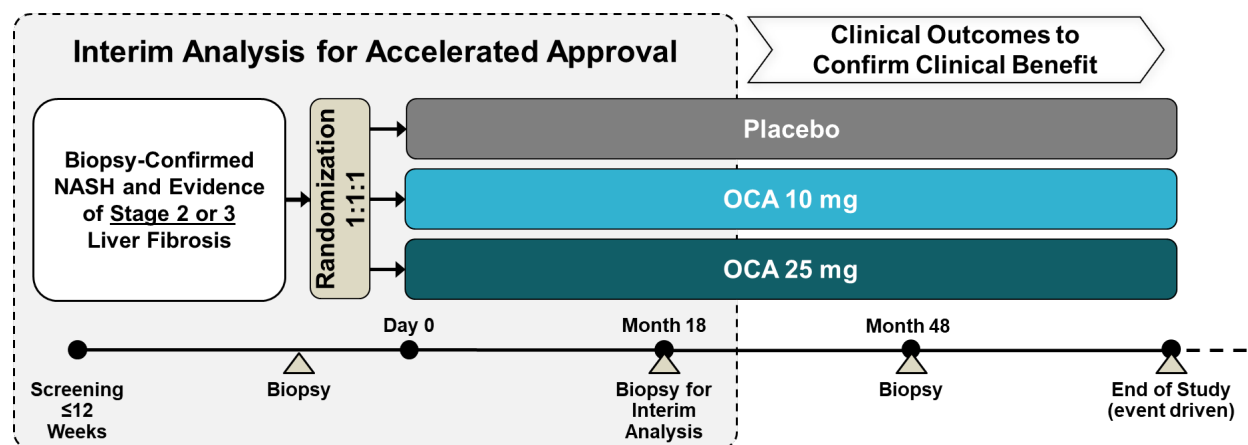 Interim Analysis for Accelerated Approval
Clinical Outcomes to
Confirm Clinical Benefit
Biopsy-Confirmed
NASH and Evidence
of Stage 2 or 3
Liver Fibrosis
Randomization
1:1:1
Placebo
OCA 10 mg
OCA 25 mg
Day 0
Month 18
Month 48
Screening
≤12
Weeks
Biopsy
Biopsy for
Interim
Analysis
Biopsy
End of Study
(event driven)